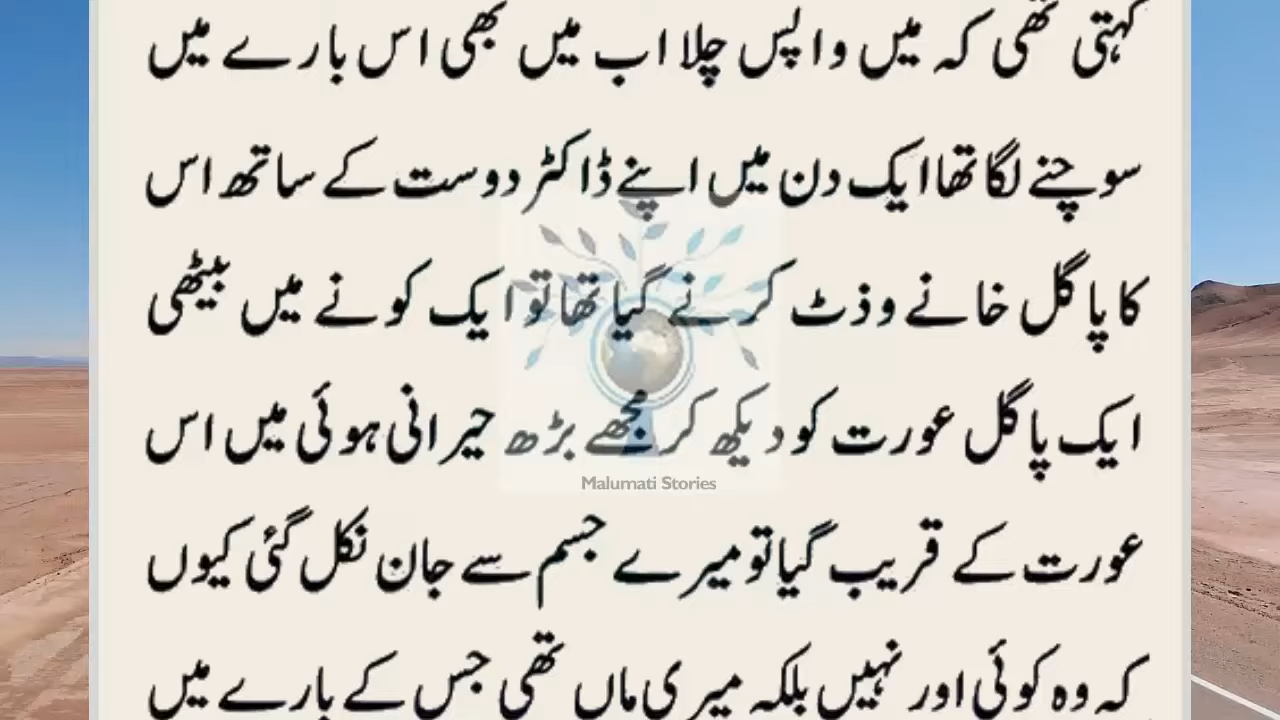 کہتی تھی کہ میں واپس چلا اب میں بھی اس بارے میں
سوچنے لگا تھا ایک دن میں اپنے ڈاکٹر دوست کے ساتھ اس
کا پاگل خانے وذٹ کرنے گیا تھا تو ایک کونے میں بیٹھی
ایک پاگل عورت کو دیکھ کر مجھے بڑھ حیرانی ہوئی میں اس
Malumati Stories
عورت کے قریب گیا تو میرے جسم سے جان نکل گئی کیوں
کہ وہ کوئی اور نہیں بلکہ میری ماں تھی جس کے بارے میں